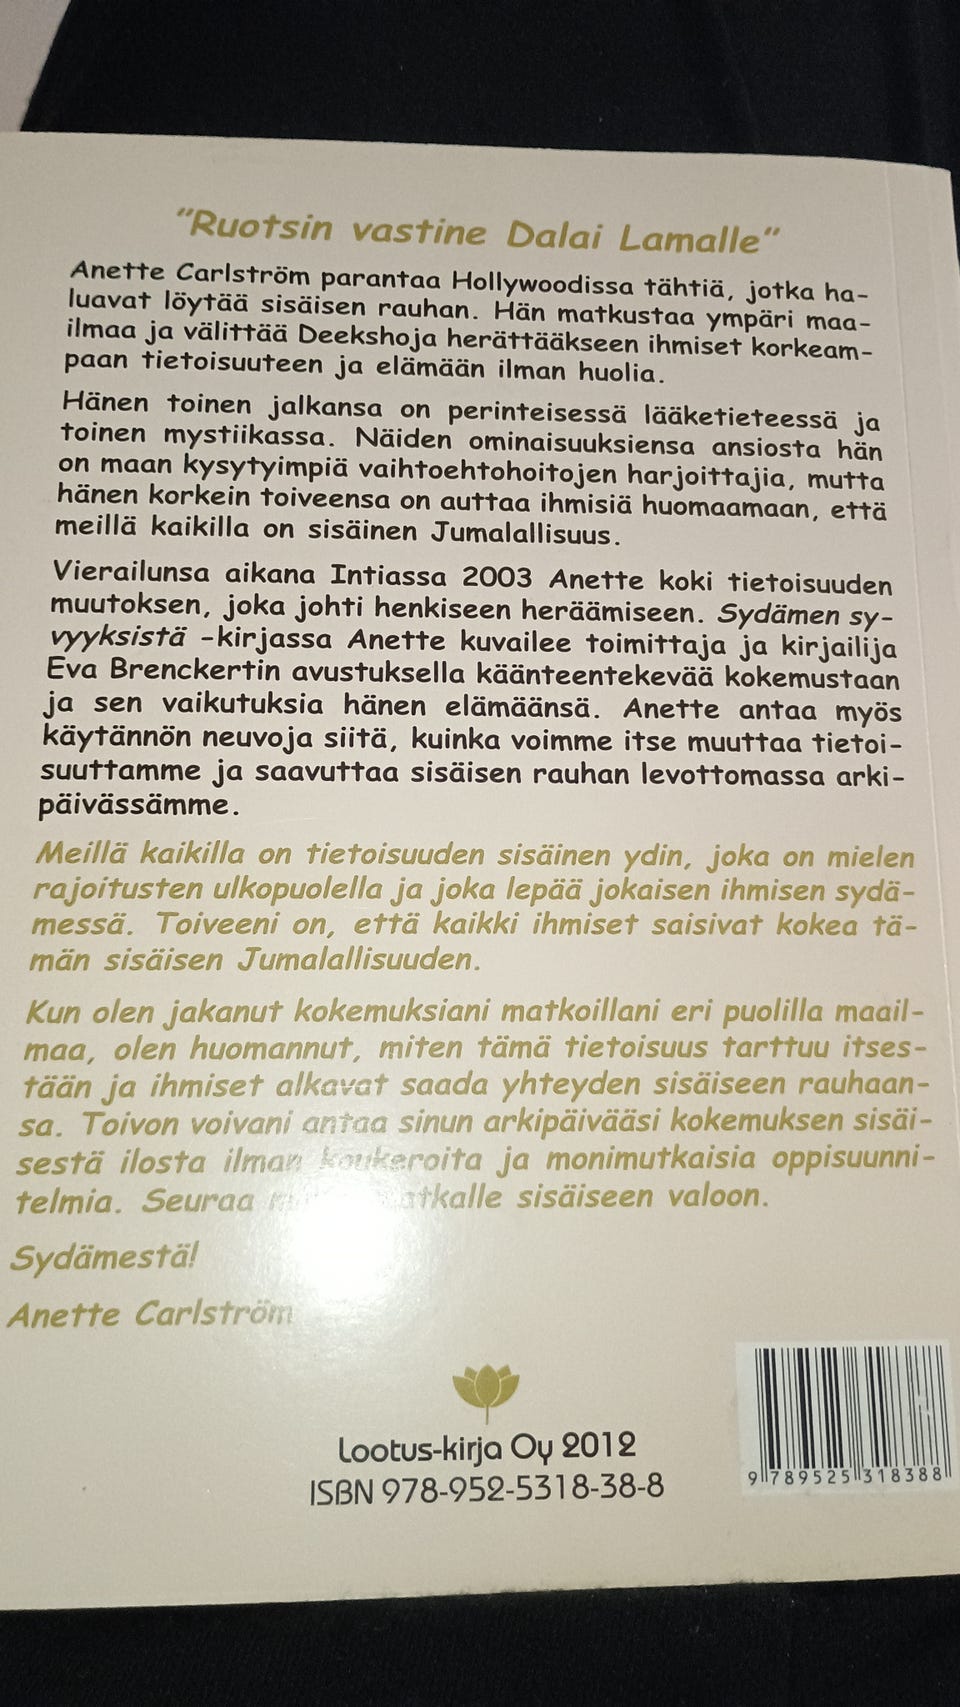 "Ruotsin vastine Dalai Lamalle"
Anette Carlström parantaa Hollywoodissa tähtiä, jotka ha-
luavat löytää sisäisen rauhan. Hän matkustaa ympäri maa-
ilmaa ja välittää Deekshoja herättääkseen ihmiset korkeam-
paan tietoisuuteen ja elämään ilman huolia.
Hänen toinen jalkansa on perinteisessä lääketieteessä ja
toinen mystiikassa. Näiden ominaisuuksiensa ansiosta hän
on maan kysytyimpiä vaihtoehtohoitojen harjoittajia, mutta
hänen korkein toiveensa on auttaa ihmisiä huomaamaan, että
meillä kaikilla on sisäinen Jumalallisuus.
Vierailunsa aikana Intiassa 2003 Anette koki tietoisuuden
muutoksen, joka johti henkiseen heräämiseen. Sydämen sy-
vyyksistä -kirjassa Anette kuvailee toimittaja ja kirjailija
Eva Brenckertin avustuksella käänteentekevää kokemustaan
ja sen vaikutuksia hänen elämäänsä. Anette antaa myös
käytännön neuvoja siitä, kuinka voimme itse muuttaa tietoi-
suuttamme ja saavuttaa sisäisen rauhan levottomassa arki-
päivässämme.
Meillä kaikilla on tietoisuuden sisäinen ydin, joka on mielen
rajoitusten ulkopuolella ja joka lepää jokaisen ihmisen sydä-
messä. Toiveeni on, että kaikki ihmiset saisivat kokea tä-
män sisäisen Jumalallisuuden.
Kun olen jakanut kokemuksiani matkoillani eri puolilla maail-
maa, olen huomannut, miten tämä tietoisuus tarttuu itses-
tään ja ihmiset alkavat saada yhteyden sisäiseen rauhaan-
sa. Toivon voivani antaa sinun arkipäivääsi kokemuksen sisäi-
sestä ilosta ilman koukeroita ja monimutkaisia oppisuunni-
telmia. Seuraa matkalle sisäiseen valoon.
Sydämestä!
Anette Carlström
Lootus-kirja Oy 2012
ISBN 978-952-5318-38-8
9 789525 318388